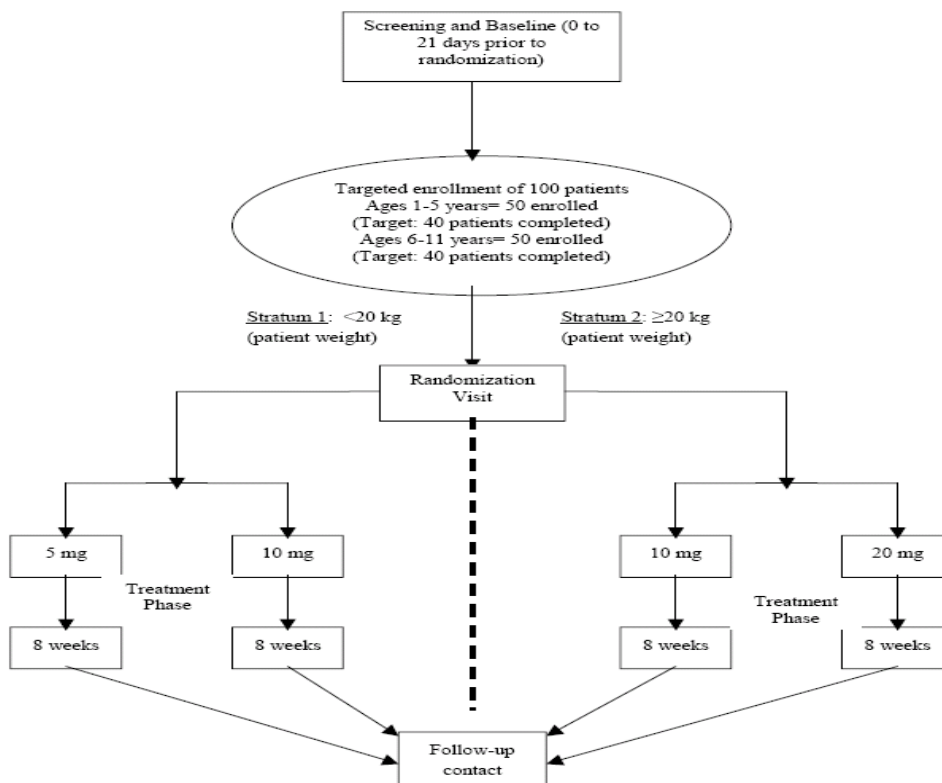 Screening and Baseline (0 to
21 days prior to
randomization)
Targeted enrollment of 100 patients
Ages 1-5 years= 50 enrolled
(Target: 40 patients completed)
Ages 6-11 years= 50 enrolled
(Target: 40 patients completed)
Stratum 1: <20 kg
(patient weight)
Stratum 2: ≥20 kg
(patient weight)
Randomization
Visit
5 mg
10 mg
10 mg
20 mg
Treatment
Phase
Treatment
Phase
8 weeks
8 weeks
8 weeks
8 weeks
Follow-up
contact